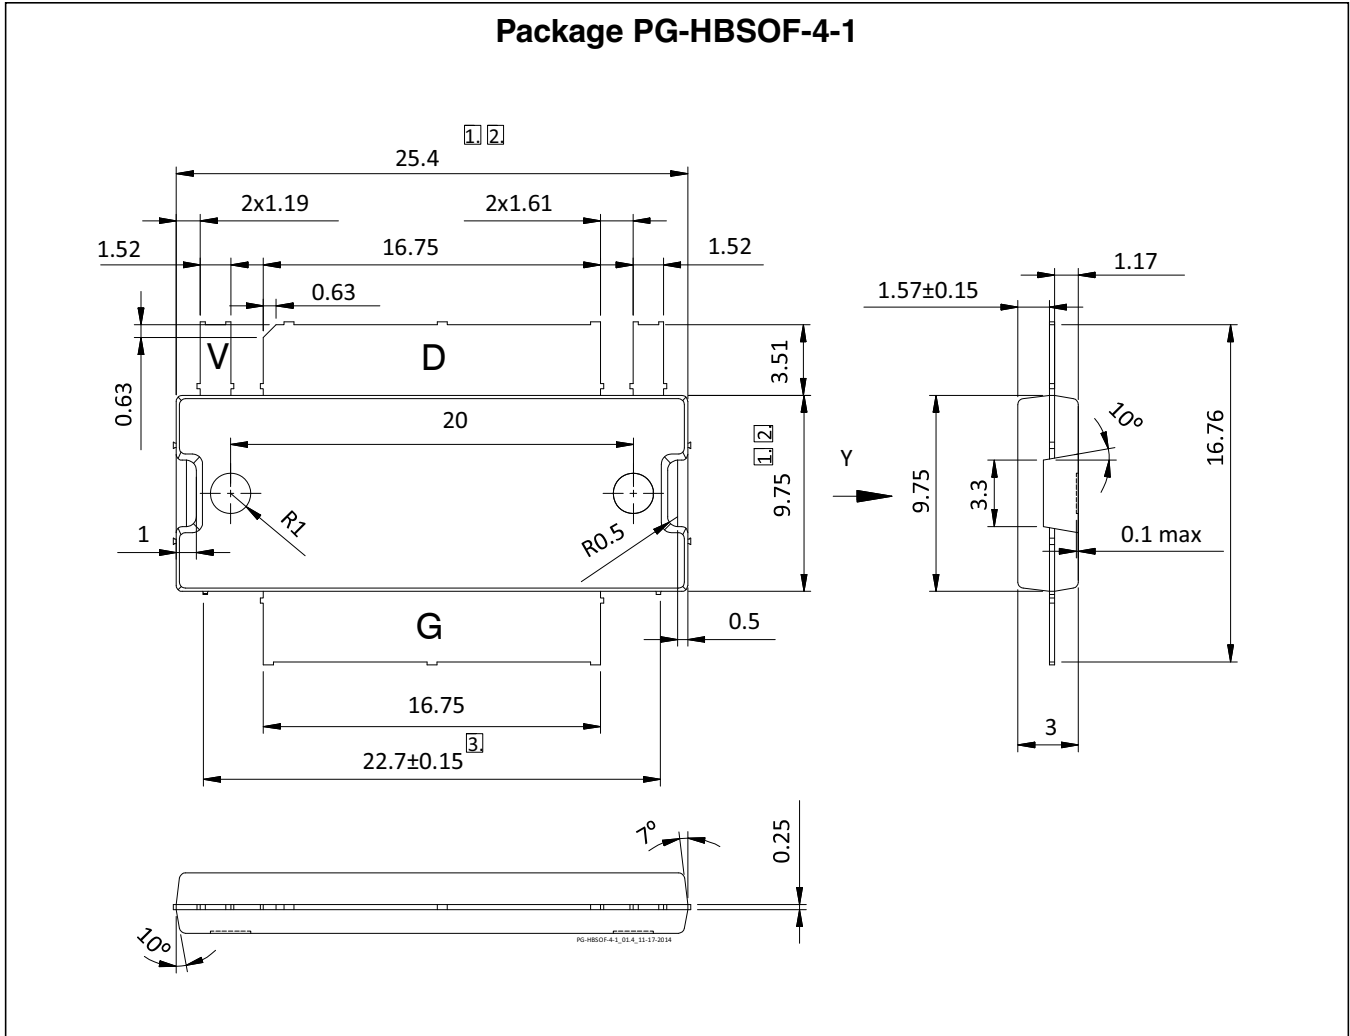 Package PG-HBSOF-4-1
1. 2.
25.4
2x1.19
2x1.61
1.52
16.75
1.52
0.63
V
D
0.63
3.51
20
1. 2.
9.75
R1
R0.5
1
G
0.5
16.75
3.
22.7±0.15
Y
1.17
1.57±0.15
10°
16.76
9.75
3.3
0.1 max
3
7°
0.25
10°
PG-HBSOF-4-1_01.4_11-17-2014